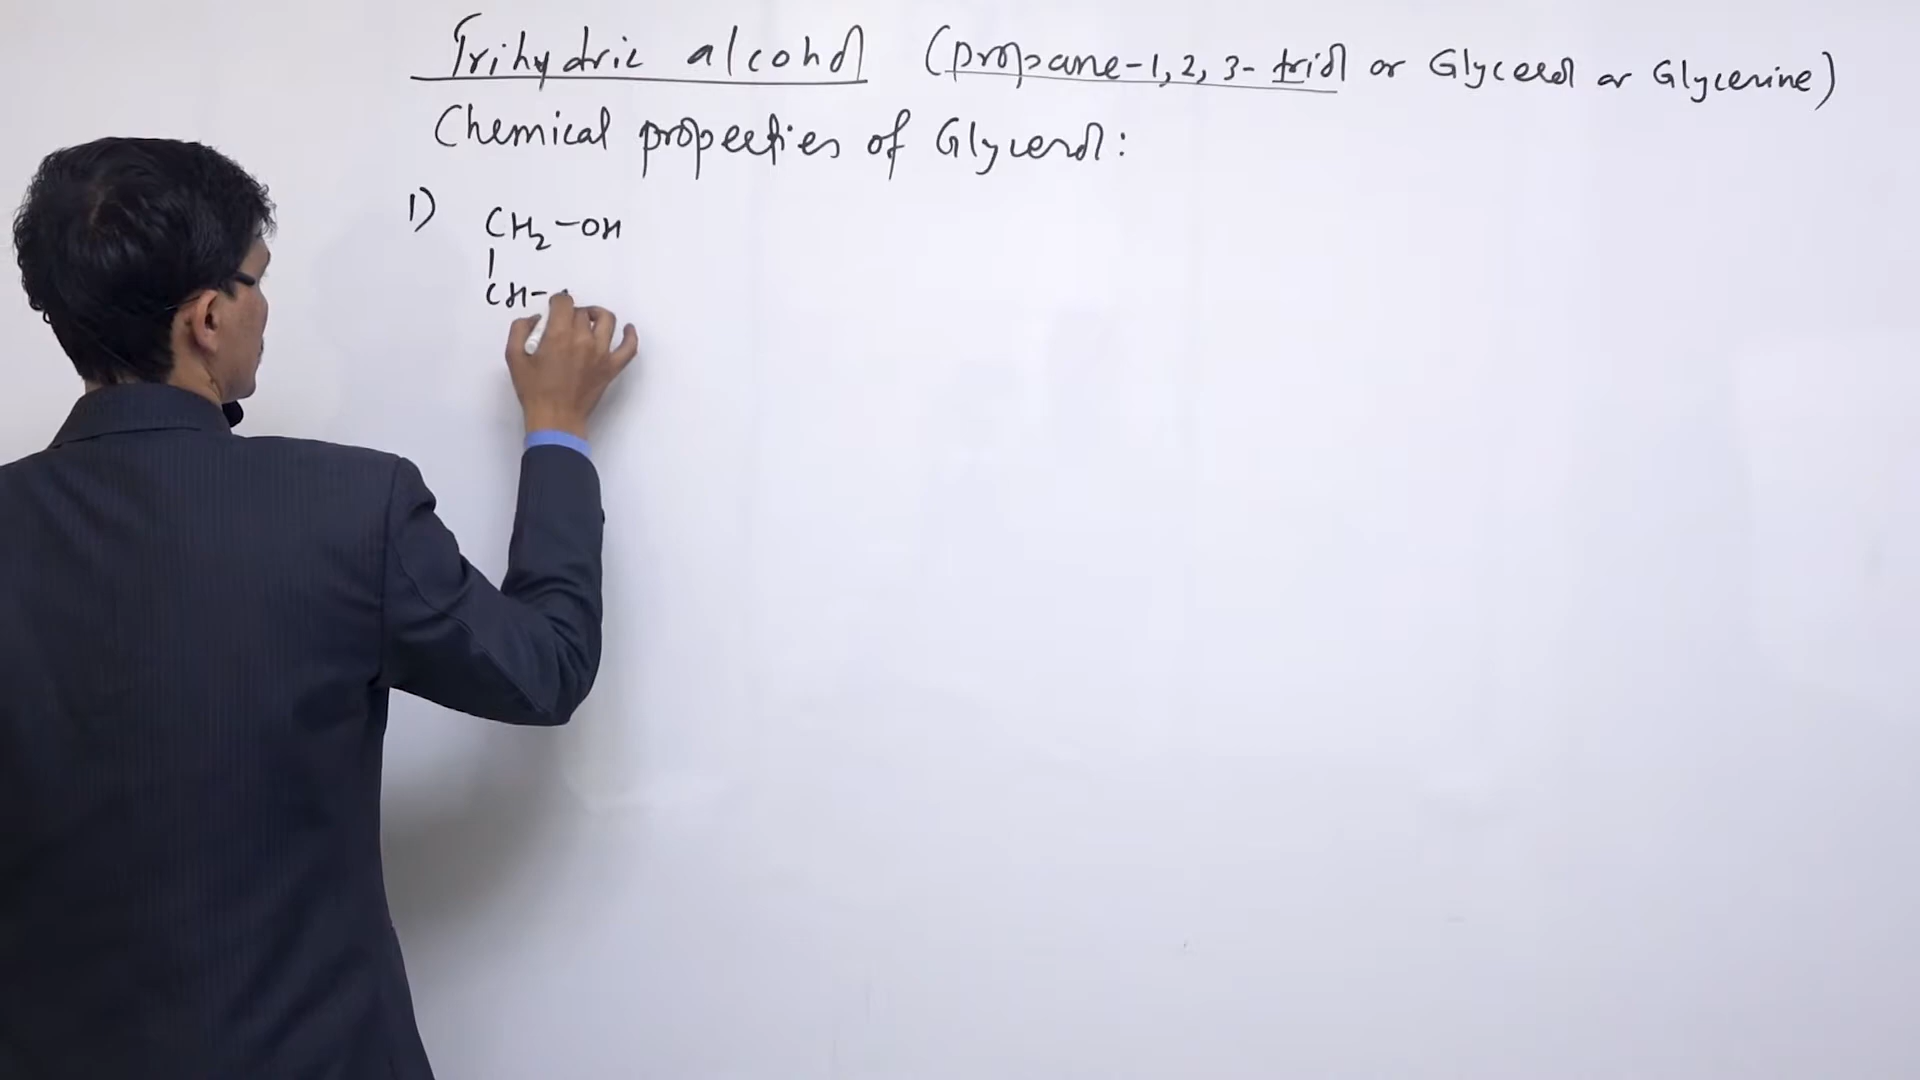 Trihydric alcohol (propane-1,2,3-triol or Glycerol or Glycerine)
Chemical properties of Glycerol:
1) CH₂-OH
|
CH-